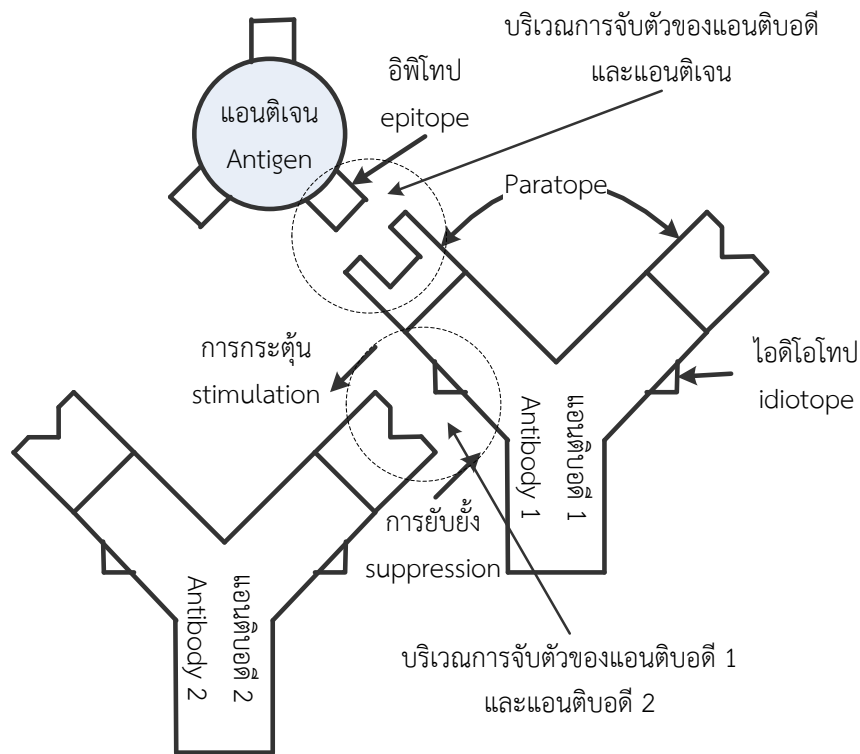 บริเวณการจับตัวของแอนติบอดี
และแอนติเจน
อิพิโทป
epitope
แอนติเจน
Antigen
Paratope
การกระตุ้น
stimulation
ไอดิโอโทป
idiotope
แอนติบอดี 1
Antibody 1
การยับยั้ง
suppression
แอนติบอดี 2
Antibody 2
บริเวณการจับตัวของแอนติบอดี 1
และแอนติบอดี 2